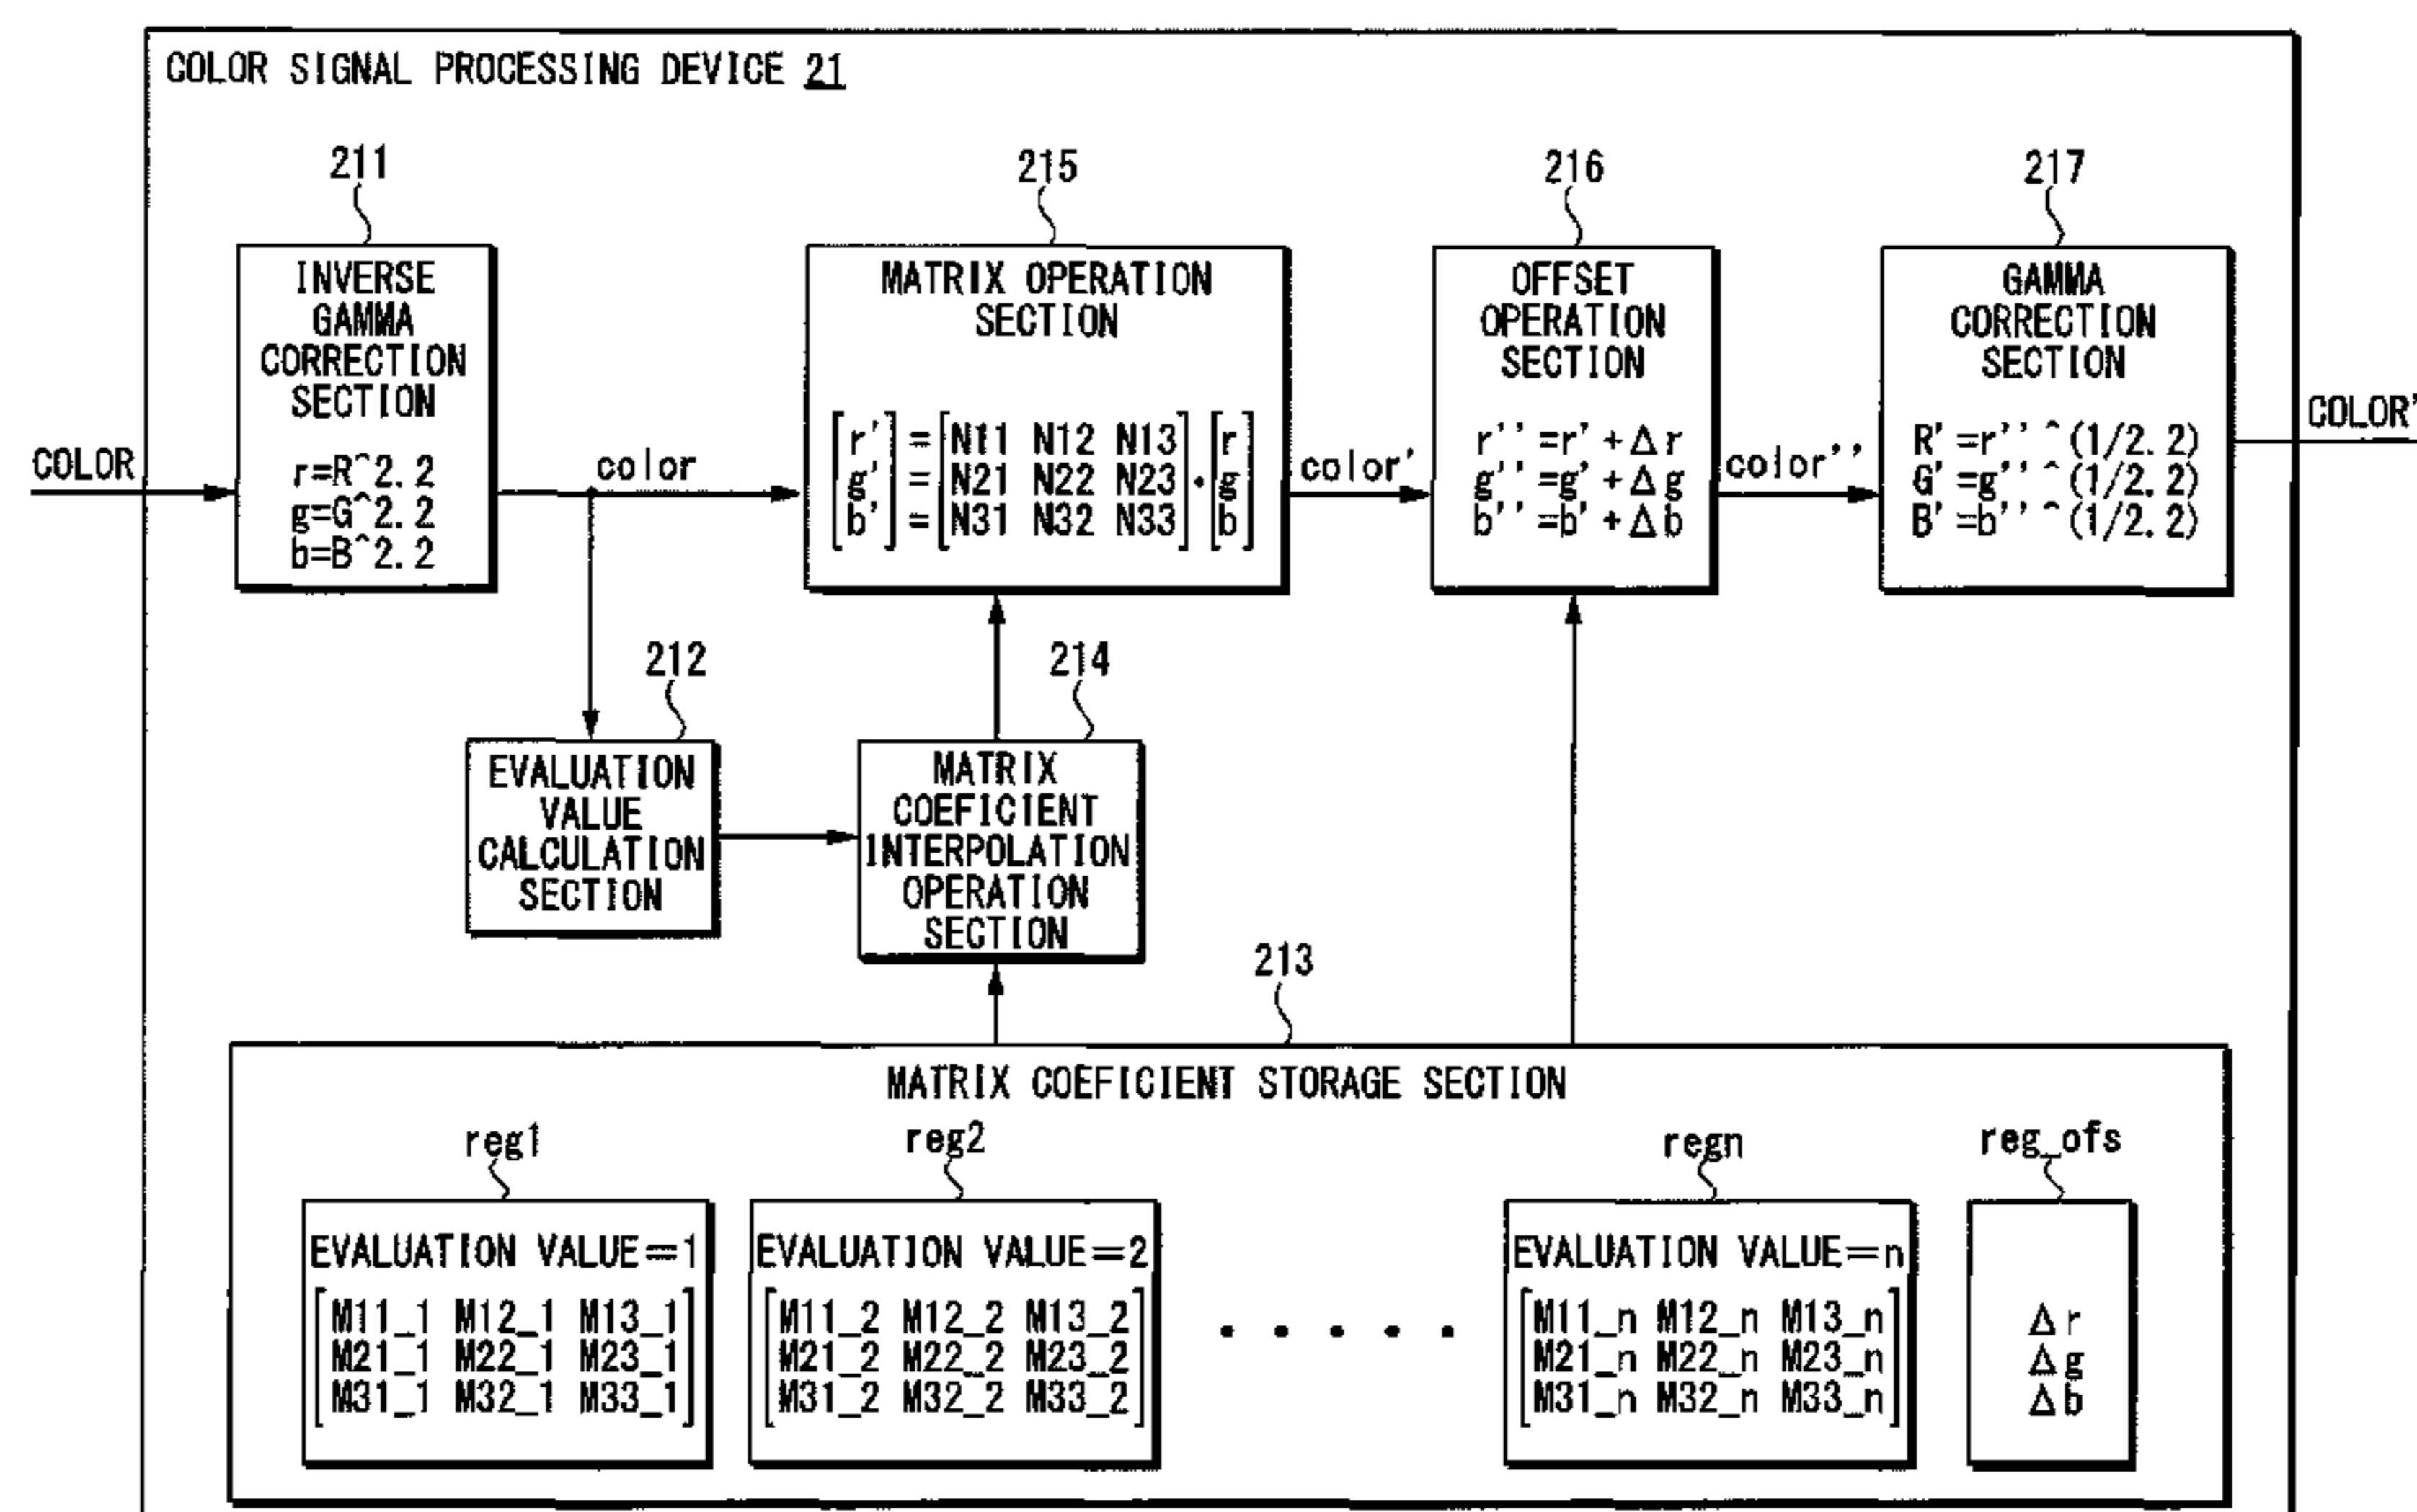 COLOR SIGNAL PROCESSING DEVICE 21
211
215
216
217
INVERSE
GAMMA
CORRECTION
SECTION
r=R^2.2
g=G^2.2
b=B^2.2
MATRIX OPERATION
SECTION
[r'] = [N11 N12 N13] [r]
[g'] = [N21 N22 N23] · [g]
[b'] = [N31 N32 N33] [b]
OFFSET
OPERATION
SECTION
r''=r'+Δr
g''=g'+Δg
b''=b'+Δb
GAMMA
CORRECTION
SECTION
R'=r''^(1/2.2)
G'=g''^(1/2.2)
B'=b''^(1/2.2)
COLOR
color
color'
color''
COLOR'
212
214
EVALUATION
VALUE
CALCULATION
SECTION
MATRIX
COEFICIENT
INTERPOLATION
OPERATION
SECTION
213
MATRIX COEFICIENT STORAGE SECTION
reg1
reg2
regn
reg_ofs
EVALUATION VALUE=1
M11_1 M12_1 M13_1
M21_1 M22_1 M23_1
M31_1 M32_1 M33_1
EVALUATION VALUE=2
M11_2 M12_2 M13_2
M21_2 M22_2 M23_2
M31_2 M32_2 M33_2
· · · · ·
EVALUATION VALUE=n
M11_n M12_n M13_n
M21_n M22_n M23_n
M31_n M32_n M33_n
Δr
Δg
Δb